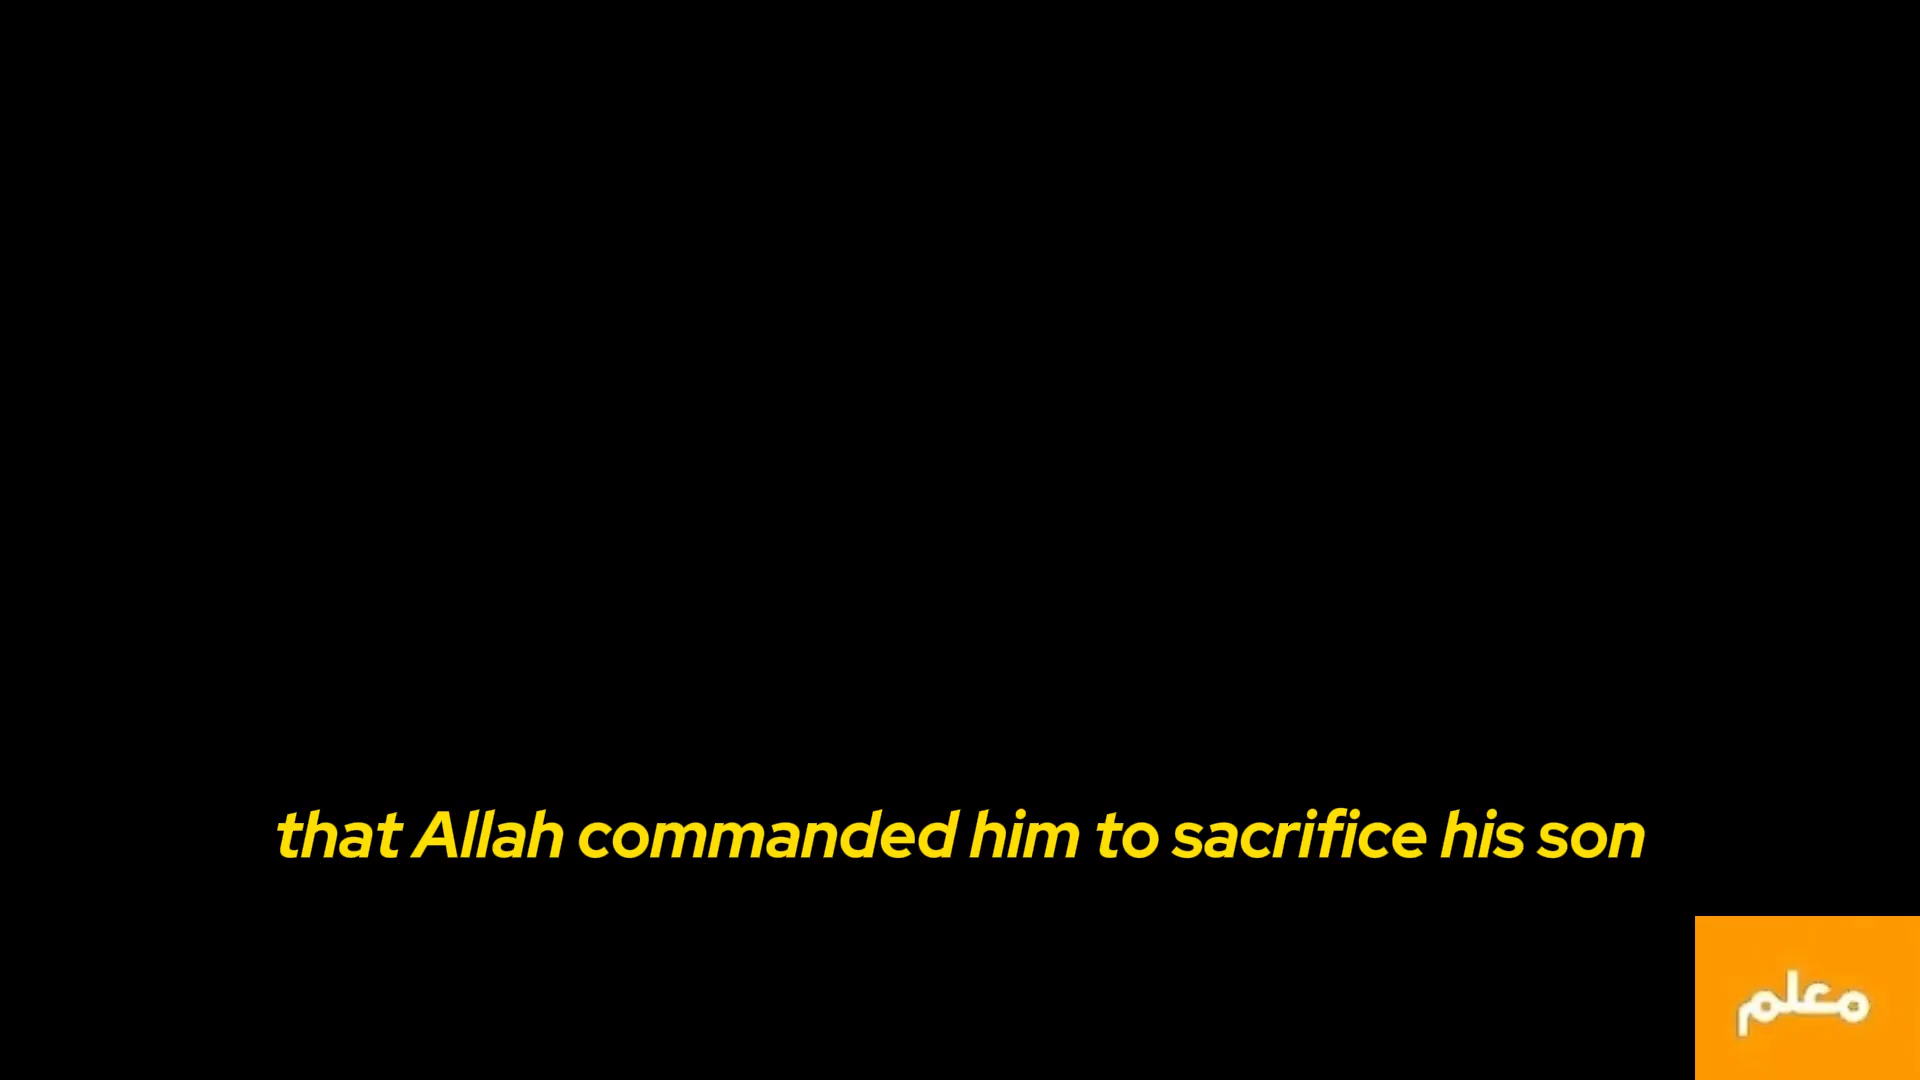 that Allah commanded him to sacrifice his son
معلم